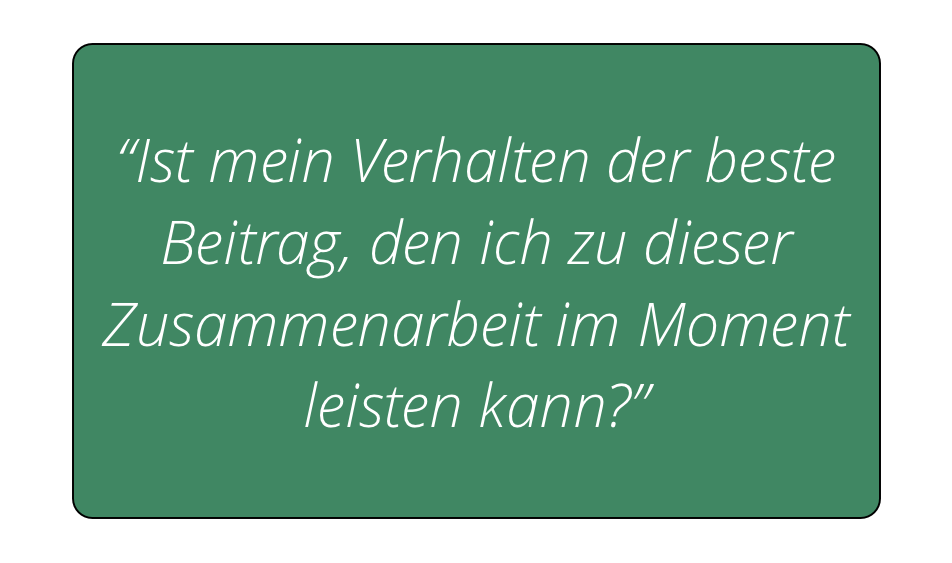 “Ist mein Verhalten der beste
Beitrag, den ich zu dieser
Zusammenarbeit im Moment
leisten kann?”